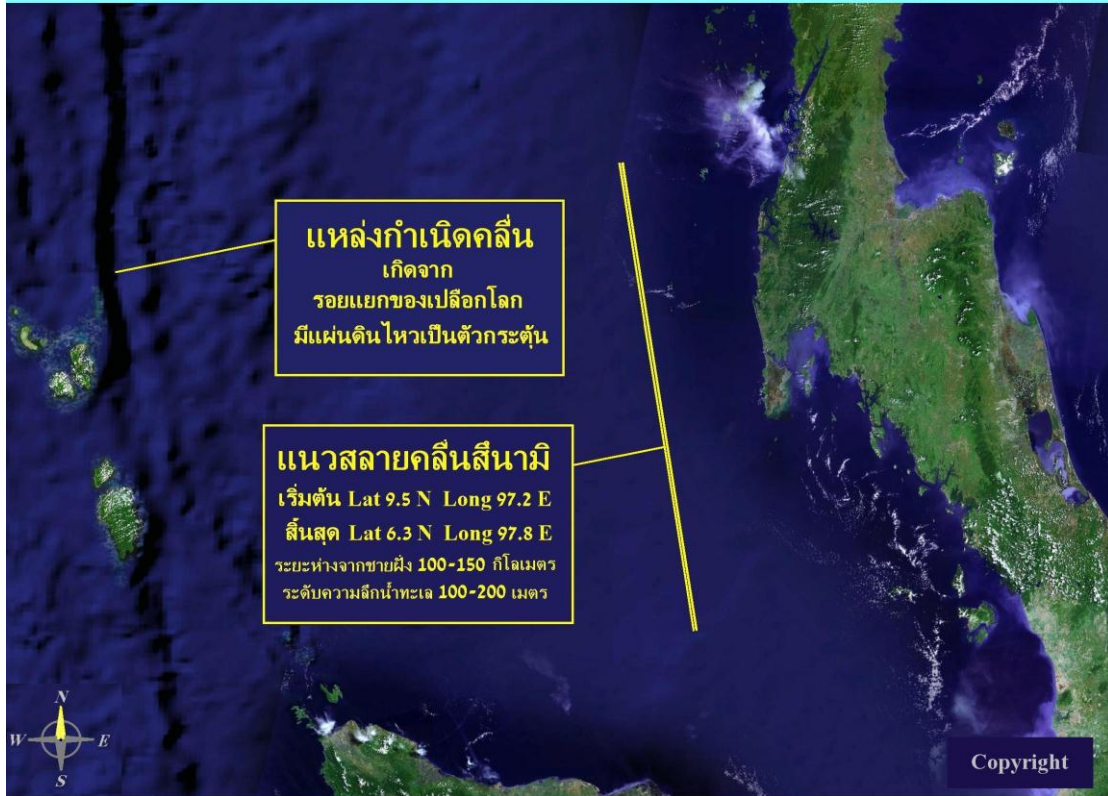 แหล่งกำเนิดคลื่น
เกิดจาก
รอยแยกของเปลือกโลก
มีแผ่นดินไหวเป็นตัวกระตุ้น
แนวสลายคลื่นสึนามิ
เริ่มต้น Lat 9.5 N Long 97.2 E
สิ้นสุด Lat 6.3 N Long 97.8 E
ระยะห่างจากชายฝั่ง 100-150 กิโลเมตร
ระดับความลึกน้ำทะเล 100-200 เมตร
N
W E
S
Copyright